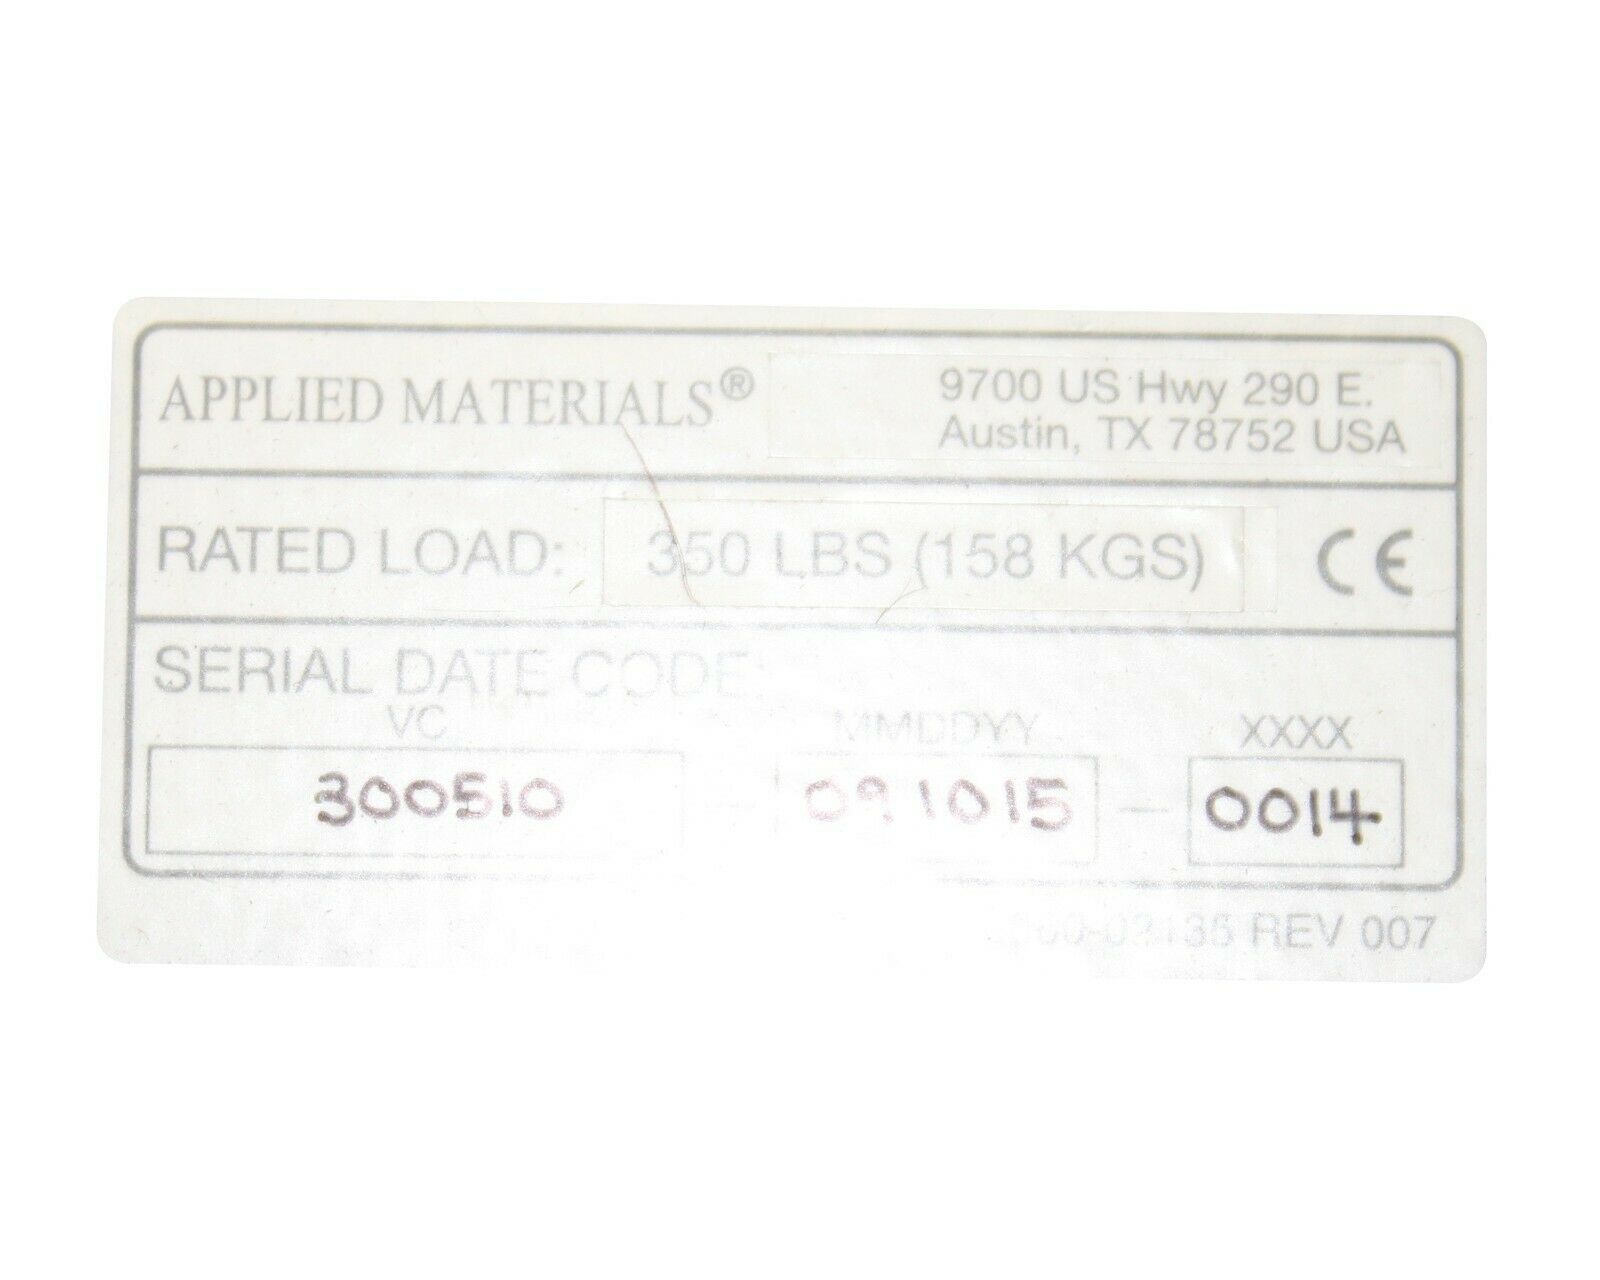 APPLIED MATERIALS®
9700 US Hwy 290 E.
Austin, TX 78752 USA
RATED LOAD: 350 LBS (158 KGS) CE
SERIAL DATE CODE:
VC MMDDYY XXXX
300510 - 091015 - 0014
REV 007